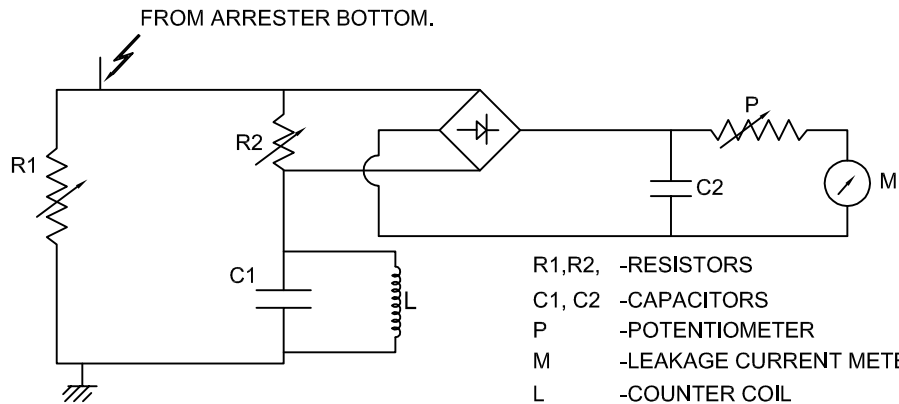 FROM ARRESTER BOTTOM.
P
R2
R1
C2
M
C1
L
R1,R2, -RESISTORS
C1, C2 -CAPACITORS
P -POTENTIOMETER
M -LEAKAGE CURRENT METE
L -COUNTER COIL